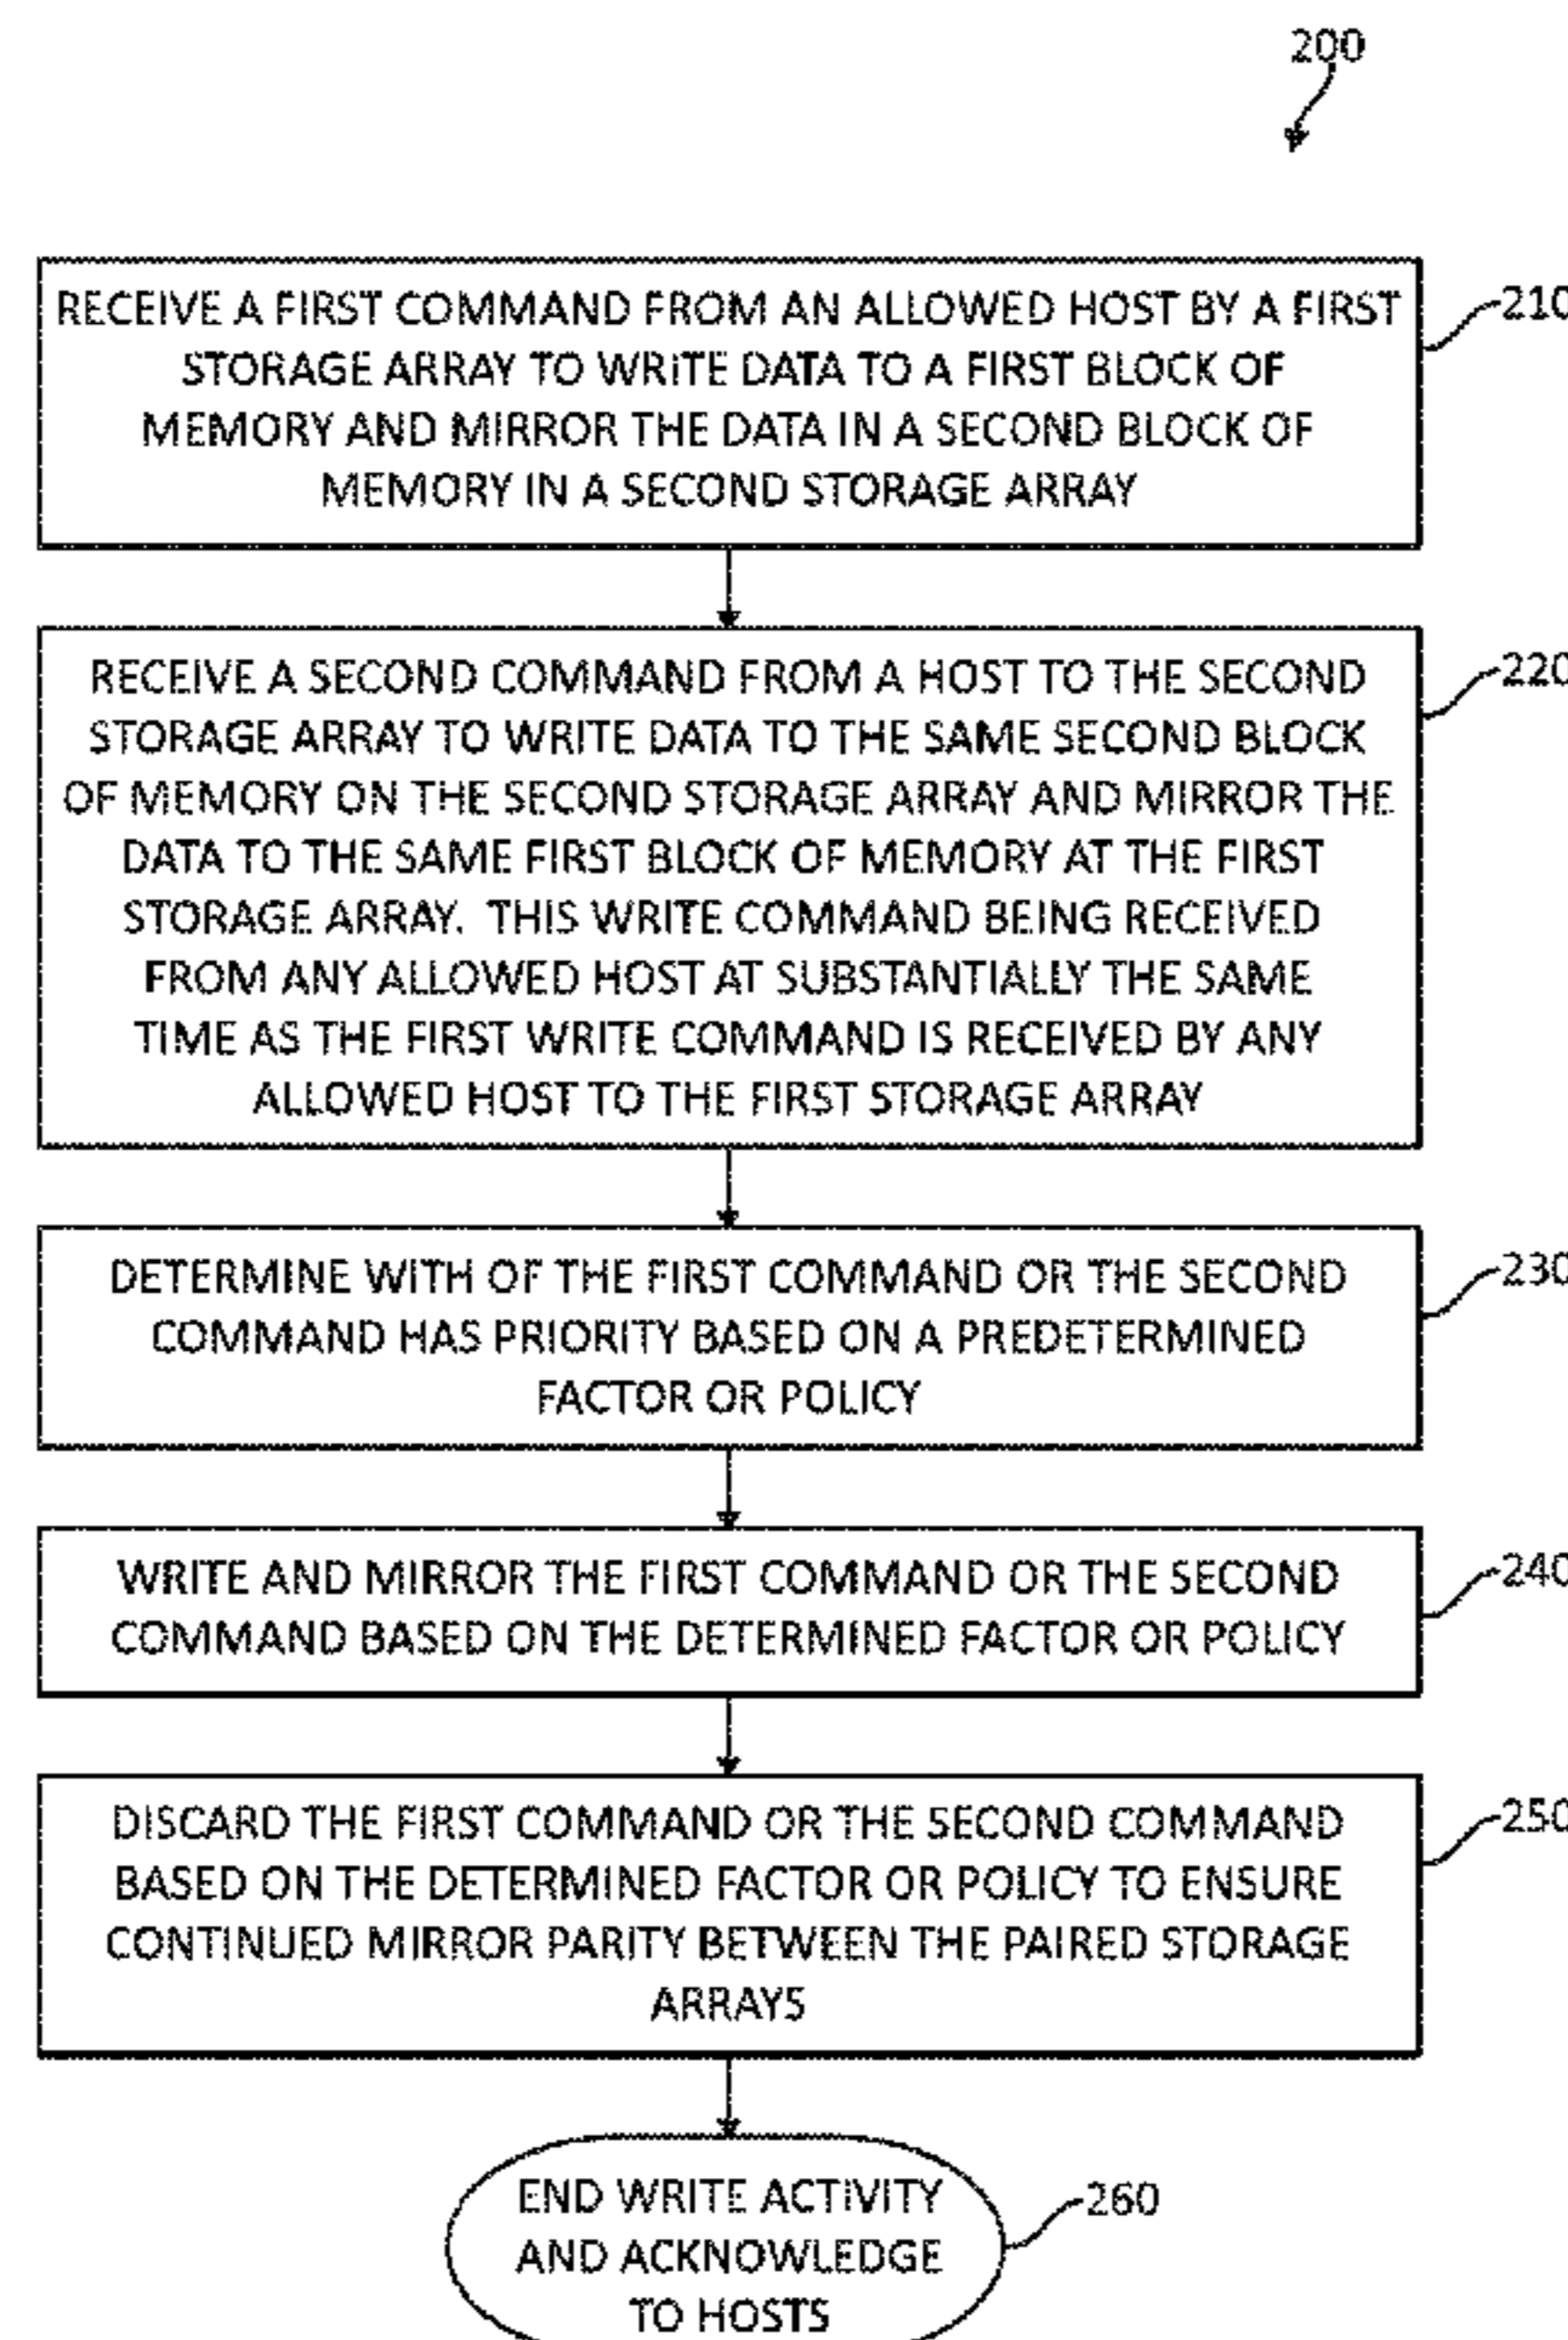 200
RECEIVE A FIRST COMMAND FROM AN ALLOWED HOST BY A FIRST
STORAGE ARRAY TO WRITE DATA TO A FIRST BLOCK OF
MEMORY AND MIRROR THE DATA IN A SECOND BLOCK OF
MEMORY IN A SECOND STORAGE ARRAY
210
RECEIVE A SECOND COMMAND FROM A HOST TO THE SECOND
STORAGE ARRAY TO WRITE DATA TO THE SAME SECOND BLOCK
OF MEMORY ON THE SECOND STORAGE ARRAY AND MIRROR THE
DATA TO THE SAME FIRST BLOCK OF MEMORY AT THE FIRST
STORAGE ARRAY. THIS WRITE COMMAND BEING RECEIVED
FROM ANY ALLOWED HOST AT SUBSTANTIALLY THE SAME
TIME AS THE FIRST WRITE COMMAND IS RECEIVED BY ANY
ALLOWED HOST TO THE FIRST STORAGE ARRAY
220
DETERMINE WITH OF THE FIRST COMMAND OR THE SECOND
COMMAND HAS PRIORITY BASED ON A PREDETERMINED
FACTOR OR POLICY
230
WRITE AND MIRROR THE FIRST COMMAND OR THE SECOND
COMMAND BASED ON THE DETERMINED FACTOR OR POLICY
240
DISCARD THE FIRST COMMAND OR THE SECOND COMMAND
BASED ON THE DETERMINED FACTOR OR POLICY TO ENSURE
CONTINUED MIRROR PARITY BETWEEN THE PAIRED STORAGE
ARRAYS
250
END WRITE ACTIVITY
AND ACKNOWLEDGE
TO HOSTS
260